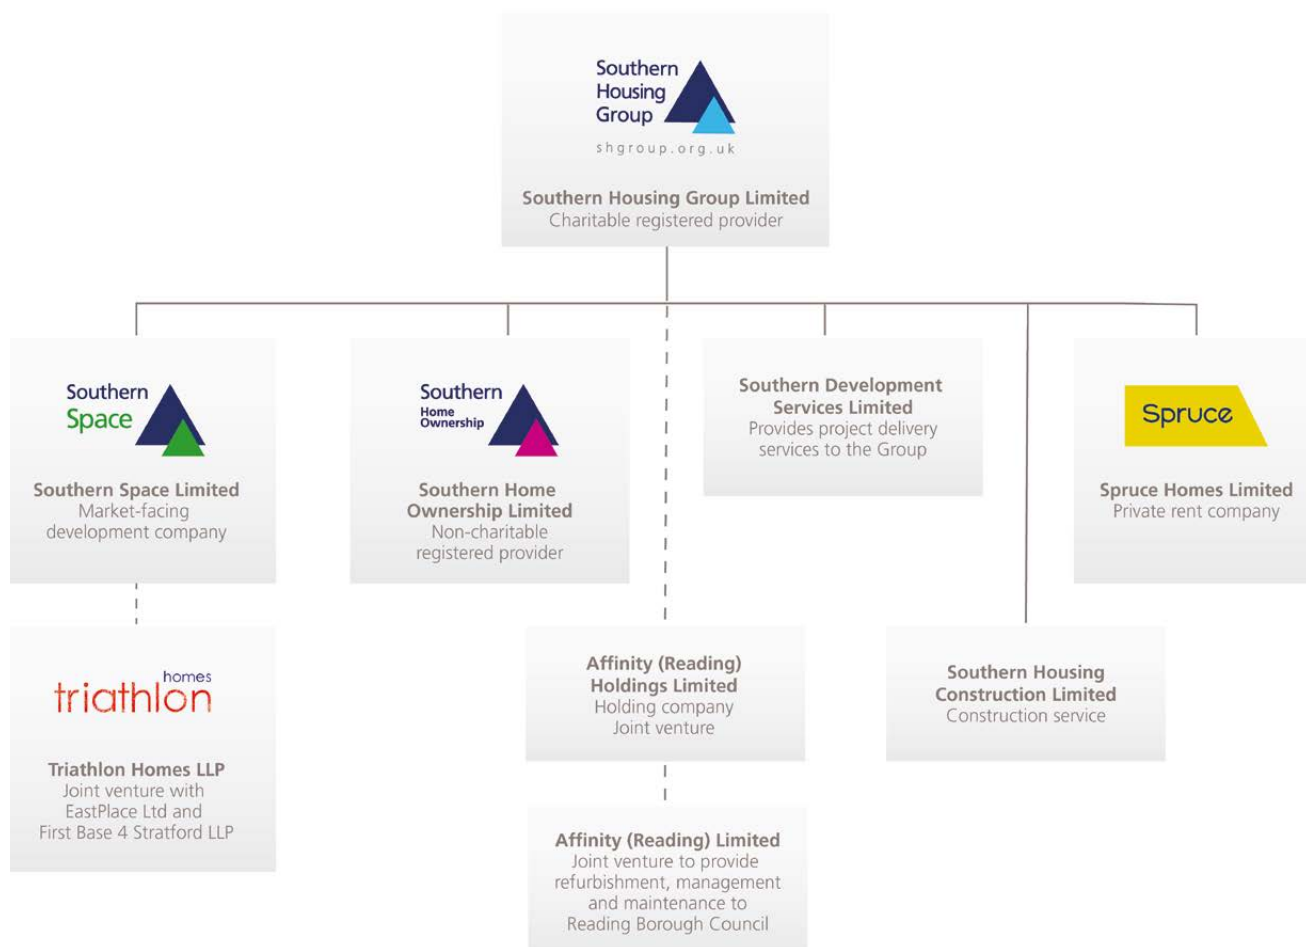 Southern
Housing
Group
shgroup.org.uk
Southern Housing Group Limited
Charitable registered provider
Southern
Space
Southern Space Limited
Market-facing
development company
Southern
Home
Ownership
Southern Home
Ownership Limited
Non-charitable
registered provider
Southern Development
Services Limited
Provides project delivery
services to the Group
Spruce
Spruce Homes Limited
Private rent company
homes
triathlon
Triathlon Homes LLP
Joint venture with
EastPlace Ltd and
First Base 4 Stratford LLP
Affinity (Reading)
Holdings Limited
Holding company
Joint venture
Southern Housing
Construction Limited
Construction service
Affinity (Reading) Limited
Joint venture to provide
refurbishment, management
and maintenance to
Reading Borough Council